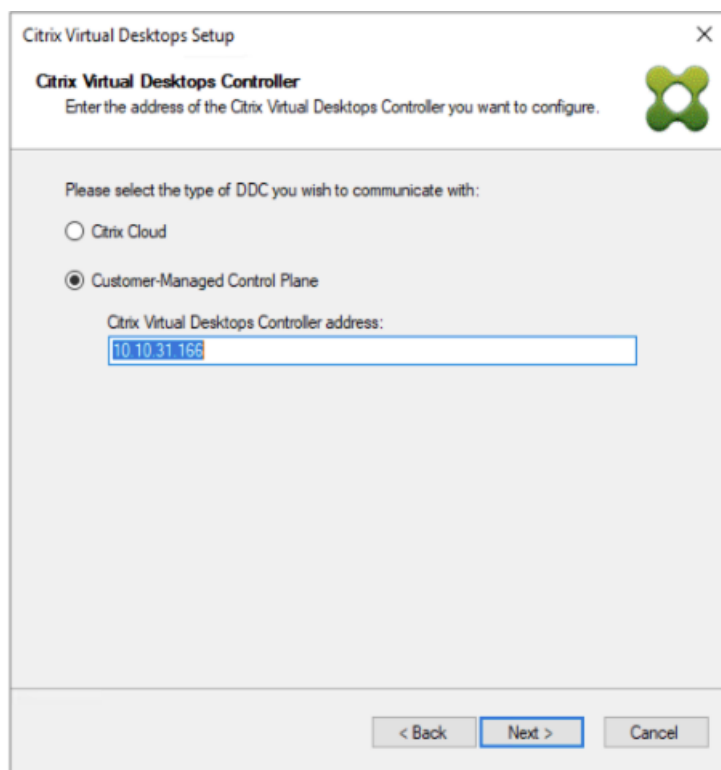 Citrix Virtual Desktops Setup
Citrix Virtual Desktops Controller
Enter the address of the Citrix Virtual Desktops Controller you want to configure.
Please select the type of DDC you wish to communicate with:
Citrix Cloud
Customer-Managed Control Plane
Citrix Virtual Desktops Controller address:
10.10.31.166
< Back Next > Cancel